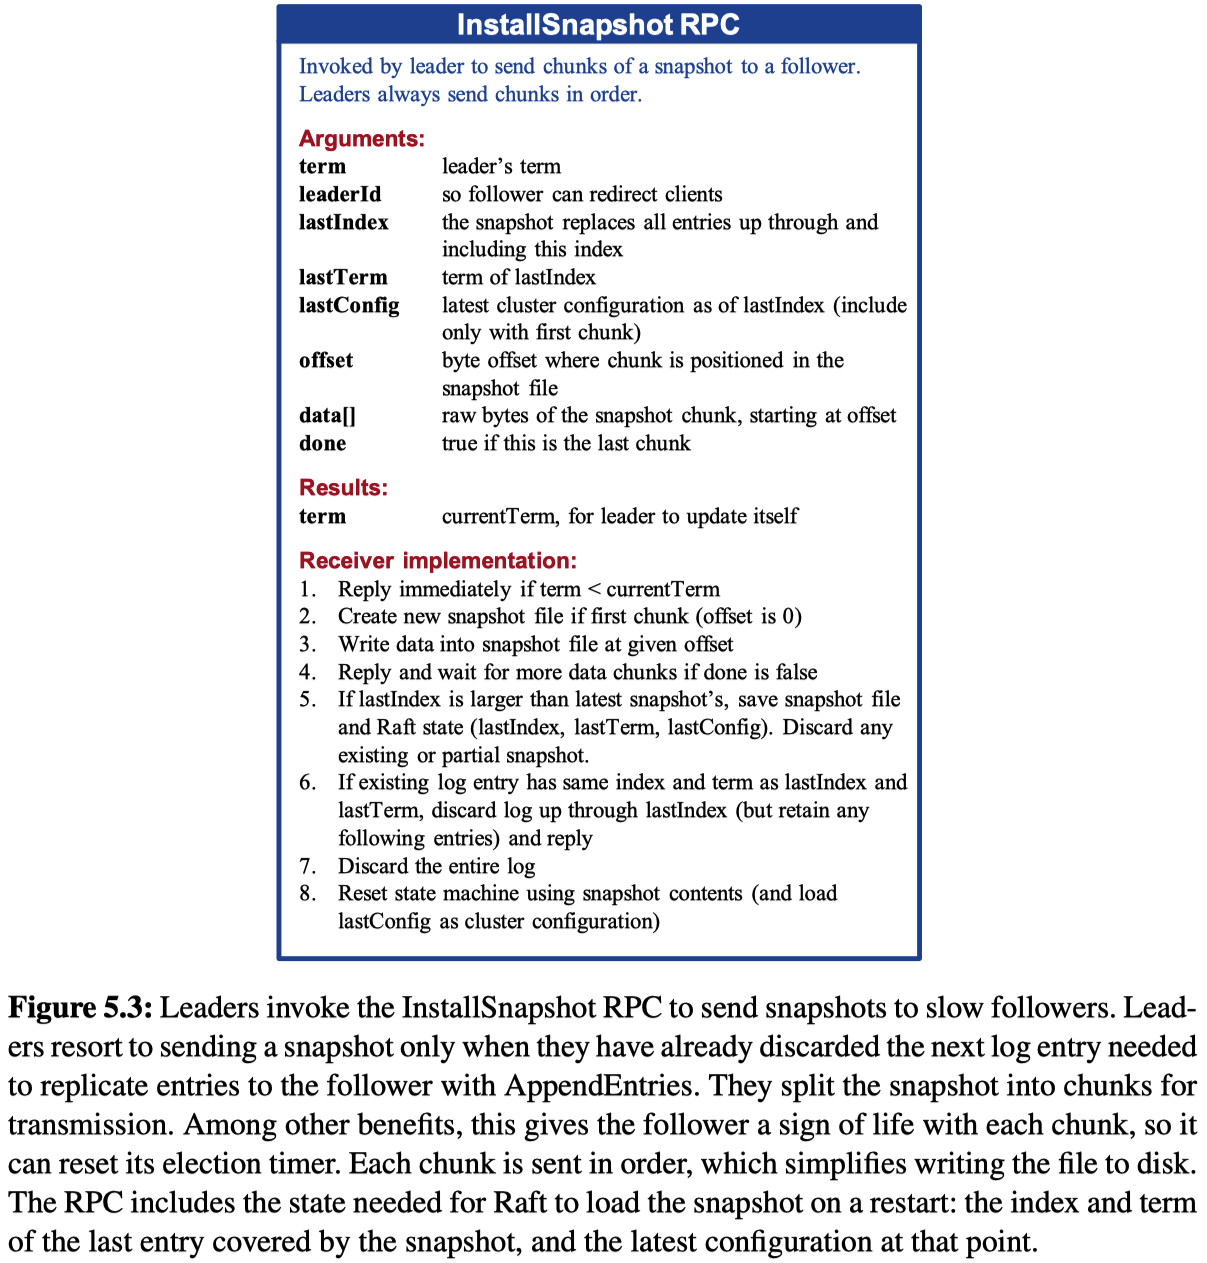 InstallSnapshot RPC
Invoked by leader to send chunks of a snapshot to a follower.
Leaders always send chunks in order.
Arguments:
term leader’s term
leaderId so follower can redirect clients
lastIndex the snapshot replaces all entries up through and
including this index
lastTerm term of lastIndex
lastConfig latest cluster configuration as of lastIndex (include
only with first chunk)
offset byte offset where chunk is positioned in the
snapshot file
data[] raw bytes of the snapshot chunk, starting at offset
done true if this is the last chunk
Results:
term currentTerm, for leader to update itself
Receiver implementation:
1. Reply immediately if term < currentTerm
2. Create new snapshot file if first chunk (offset is 0)
3. Write data into snapshot file at given offset
4. Reply and wait for more data chunks if done is false
5. If lastIndex is larger than latest snapshot’s, save snapshot file
and Raft state (lastIndex, lastTerm, lastConfig). Discard any
existing or partial snapshot.
6. If existing log entry has same index and term as lastIndex and
lastTerm, discard log up through lastIndex (but retain any
following entries) and reply
7. Discard the entire log
8. Reset state machine using snapshot contents (and load
lastConfig as cluster configuration)
Figure 5.3: Leaders invoke the InstallSnapshot RPC to send snapshots to slow followers. Lead-
ers resort to sending a snapshot only when they have already discarded the next log entry needed
to replicate entries to the follower with AppendEntries. They split the snapshot into chunks for
transmission. Among other benefits, this gives the follower a sign of life with each chunk, so it
can reset its election timer. Each chunk is sent in order, which simplifies writing the file to disk.
The RPC includes the state needed for Raft to load the snapshot on a restart: the index and term
of the last entry covered by the snapshot, and the latest configuration at that point.